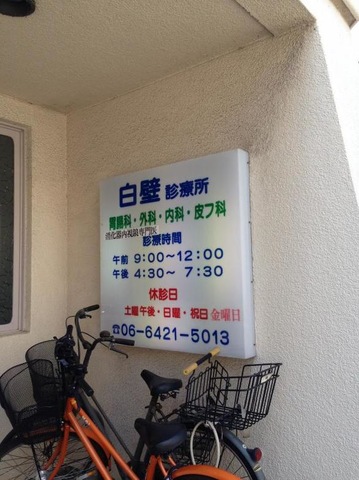 白壁 診療所
胃腸科・外科・内科・皮フ科
消化器内視鏡専門医
診療時間
午前 9:00～12:00
午後 4:30～ 7:30
休診日
土曜午後・日曜・祝日 金曜日
☎06-6421-5013